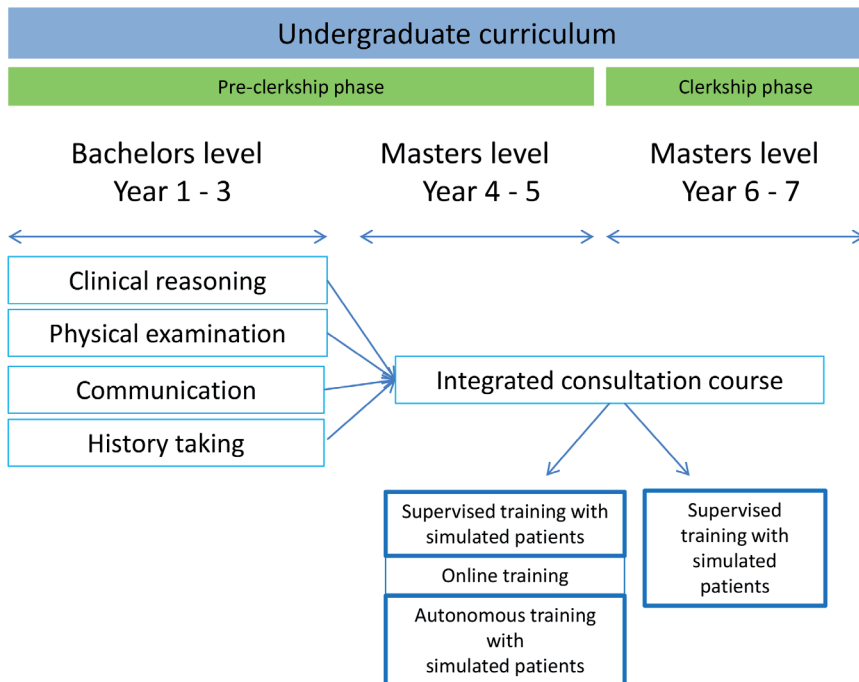 Undergraduate curriculum
Pre-clerkship phase
Clerkship phase
Bachelors level
Year 1 - 3
Masters level
Year 4 - 5
Masters level
Year 6 - 7
Clinical reasoning
Physical examination
Communication
History taking
Integrated consultation course
Supervised training with
simulated patients
Online training
Autonomous training
with
simulated patients
Supervised
training with
simulated
patients